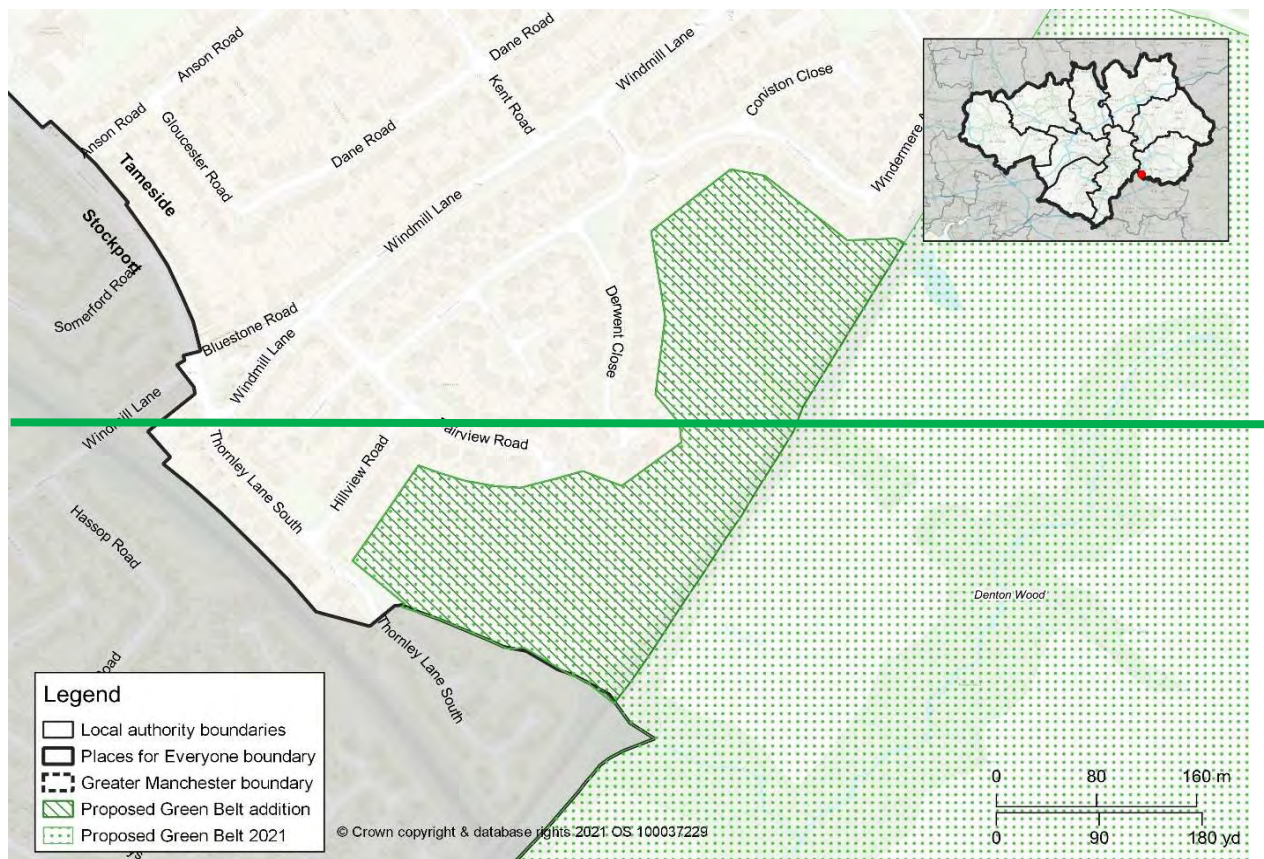 Dane Road
Anson Road
Windmill Lane
Kent Road
Coniston Close
Anson Road
Gloucester Road
Dane Road
Windermere
Tameside
Windmill Lane
Stockport
Somerford Road
Derwent Close
Bluestone Road
Windmill Lane
Windmill Lane
Fairview Road
Thornley Lane South
Hillview Road
Hassop Road
Denton Wood
Thornley Lane South
Road
Legend
Local authority boundaries
Places for Everyone boundary
Greater Manchester boundary
Proposed Green Belt addition
Proposed Green Belt 2021
© Crown copyright & database rights 2021 OS 100037229
0 80 160 m
0 90 180 yd